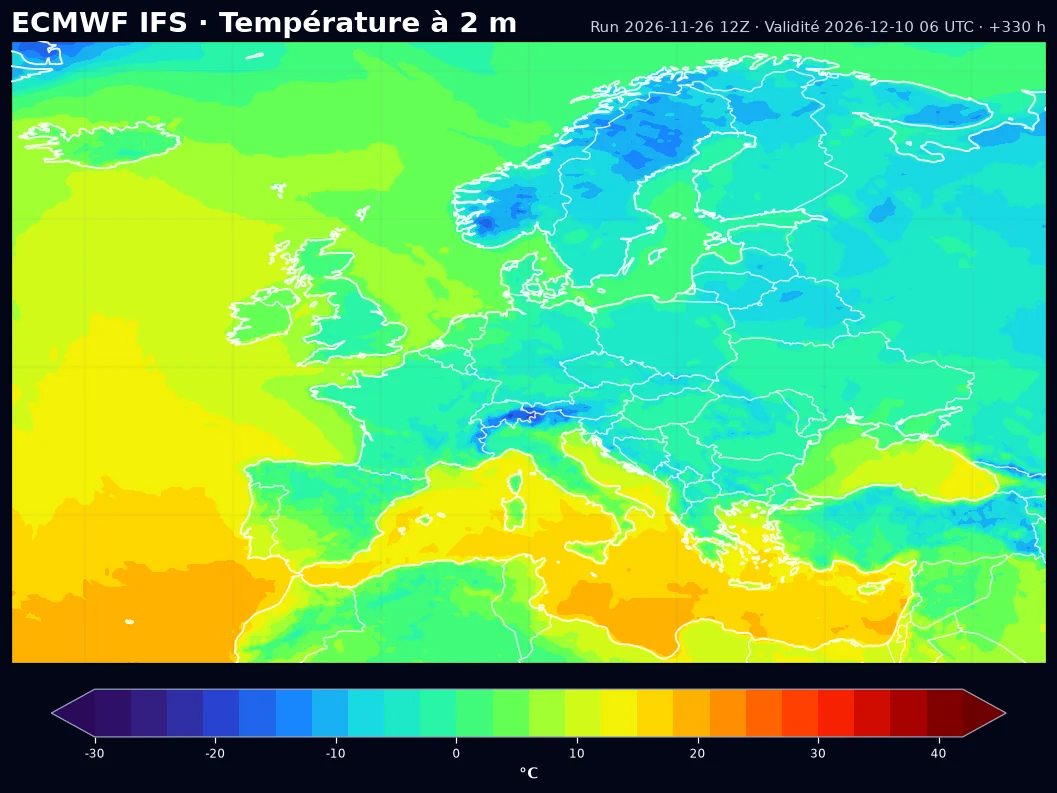 ECMWF IFS · Température à 2 m
Run 2026-11-26 12Z · Validité 2026-12-10 06 UTC · +330 h
-30 -20 -10 0 10 20 30 40
°C